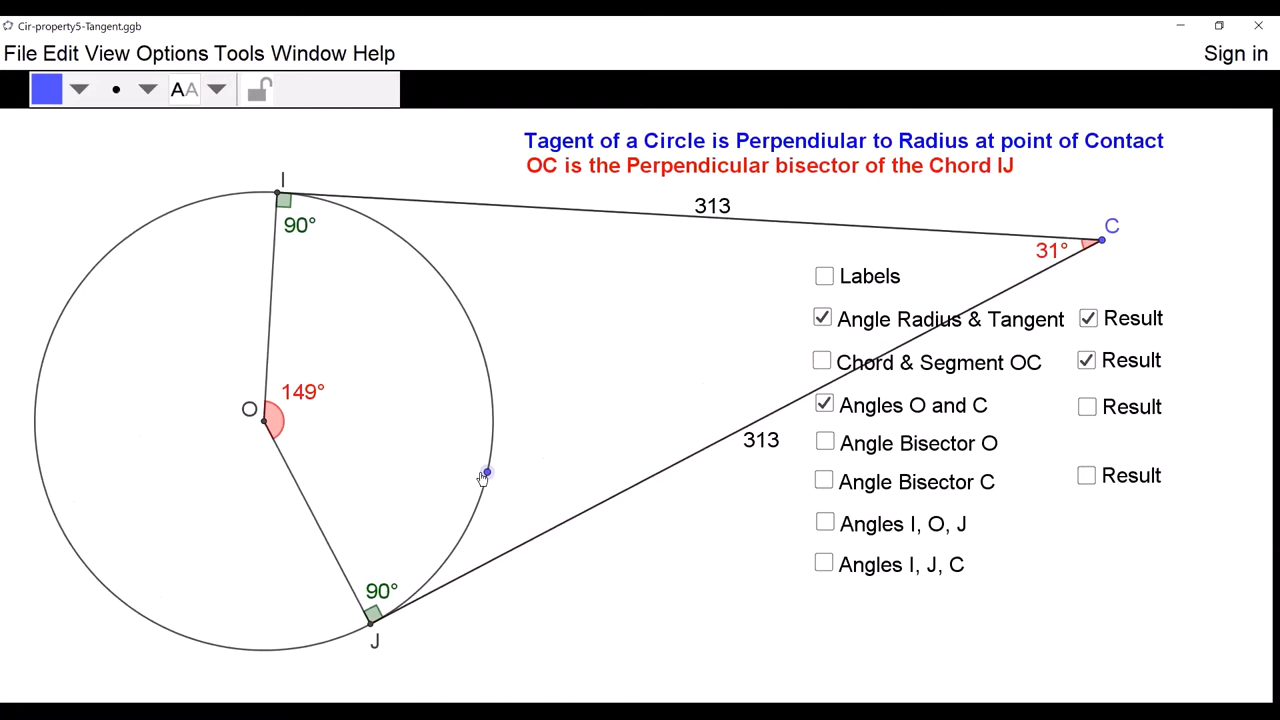 Cir-property5-Tangent.ggb
File Edit View Options Tools Window Help
Sign in
AA
Tagent of a Circle is Perpendiular to Radius at point of Contact
OC is the Perpendicular bisector of the Chord IJ
I
90°
313
C
31°
Labels
Angle Radius & Tangent
Result
Chord & Segment OC
Result
149°
O
Angles O and C
Result
313
Angle Bisector O
Angle Bisector C
Result
Angles I, O, J
Angles I, J, C
90°
J